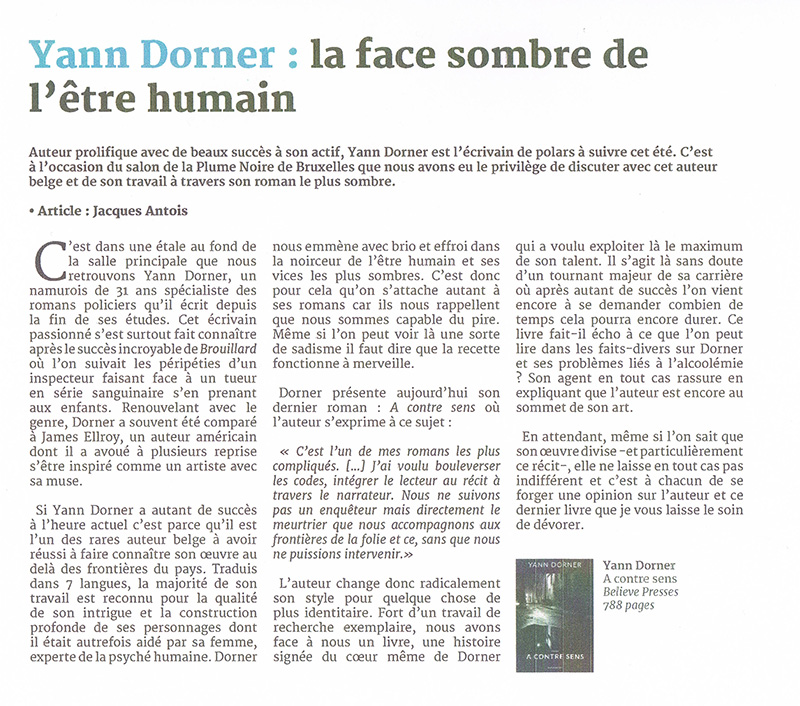 Yann Dorner : la face sombre de
l'être humain
Auteur prolifique avec de beaux succès à son actif, Yann Dorner est l'écrivain de polars à suivre cet été. C'est
à l'occasion du salon de la Plume Noire de Bruxelles que nous avons eu le privilège de discuter avec cet auteur
belge et de son travail à travers son roman le plus sombre.
• Article : Jacques Antois
C'est dans une étale au fond de
la salle principale que nous
retrouvons Yann Dorner, un
namurois de 31 ans spécialiste des
romans policiers qu'il écrit depuis
la fin de ses études. Cet écrivain
passionné s'est surtout fait connaître
après le succès incroyable de Brouillard
où l'on suivait les péripéties d'un
inspecteur faisant face à un tueur
en série sanguinaire s'en prenant
aux enfants. Renouvelant avec le
genre, Dorner a souvent été comparé
à James Ellroy, un auteur américain
dont il a avoué à plusieurs reprise
s'être inspiré comme un artiste avec
sa muse.
Si Yann Dorner a autant de succès
à l'heure actuel c'est parce qu'il est
l'un des rares auteur belge à avoir
réussi à faire connaître son œuvre au
delà des frontières du pays. Traduis
dans 7 langues, la majorité de son
travail est reconnu pour la qualité
de son intrigue et la construction
profonde de ses personnages dont
il était autrefois aidé par sa femme,
experte de la psyché humaine. Dorner
nous emmène avec brio et effroi dans
la noirceur de l'être humain et ses
vices les plus sombres. C'est donc
pour cela qu'on s'attache autant à
ses romans car ils nous rappellent
que nous sommes capable du pire.
Même si l'on peut voir là une sorte
de sadisme il faut dire que la recette
fonctionne à merveille.
Dorner présente aujourd'hui son
dernier roman : A contre sens où
l'auteur s'exprime à ce sujet :
« C'est l'un de mes romans les plus
compliqués. [...] J'ai voulu bouleverser
les codes, intégrer le lecteur au récit à
travers le narrateur. Nous ne suivons
pas un enquêteur mais directement le
meurtrier que nous accompagnons aux
frontières de la folie et ce, sans que nous
ne puissions intervenir.»
L'auteur change donc radicalement
son style pour quelque chose de
plus identitaire. Fort d'un travail de
recherche exemplaire, nous avons
face à nous un livre, une histoire
signée du cœur même de Dorner
qui a voulu exploiter là le maximum
de son talent. Il s'agit là sans doute
d'un tournant majeur de sa carrière
où après autant de succès l'on vient
encore à se demander combien de
temps cela pourra encore durer. Ce
livre fait-il écho à ce que l'on peut
lire dans les faits-divers sur Dorner
et ses problèmes liés à l'alcoolémie
? Son agent en tout cas rassure en
expliquant que l'auteur est encore au
sommet de son art.
En attendant, même si l'on sait que
son œuvre divise -et particulièrement
ce récit-, elle ne laisse en tout cas pas
indifférent et c'est à chacun de se
forger une opinion sur l'auteur et ce
dernier livre que je vous laisse le soin
de dévorer.
YANN DORNER
A CONTRE SENS
Yann Dorner
A contre sens
Believe Presses
788 pages